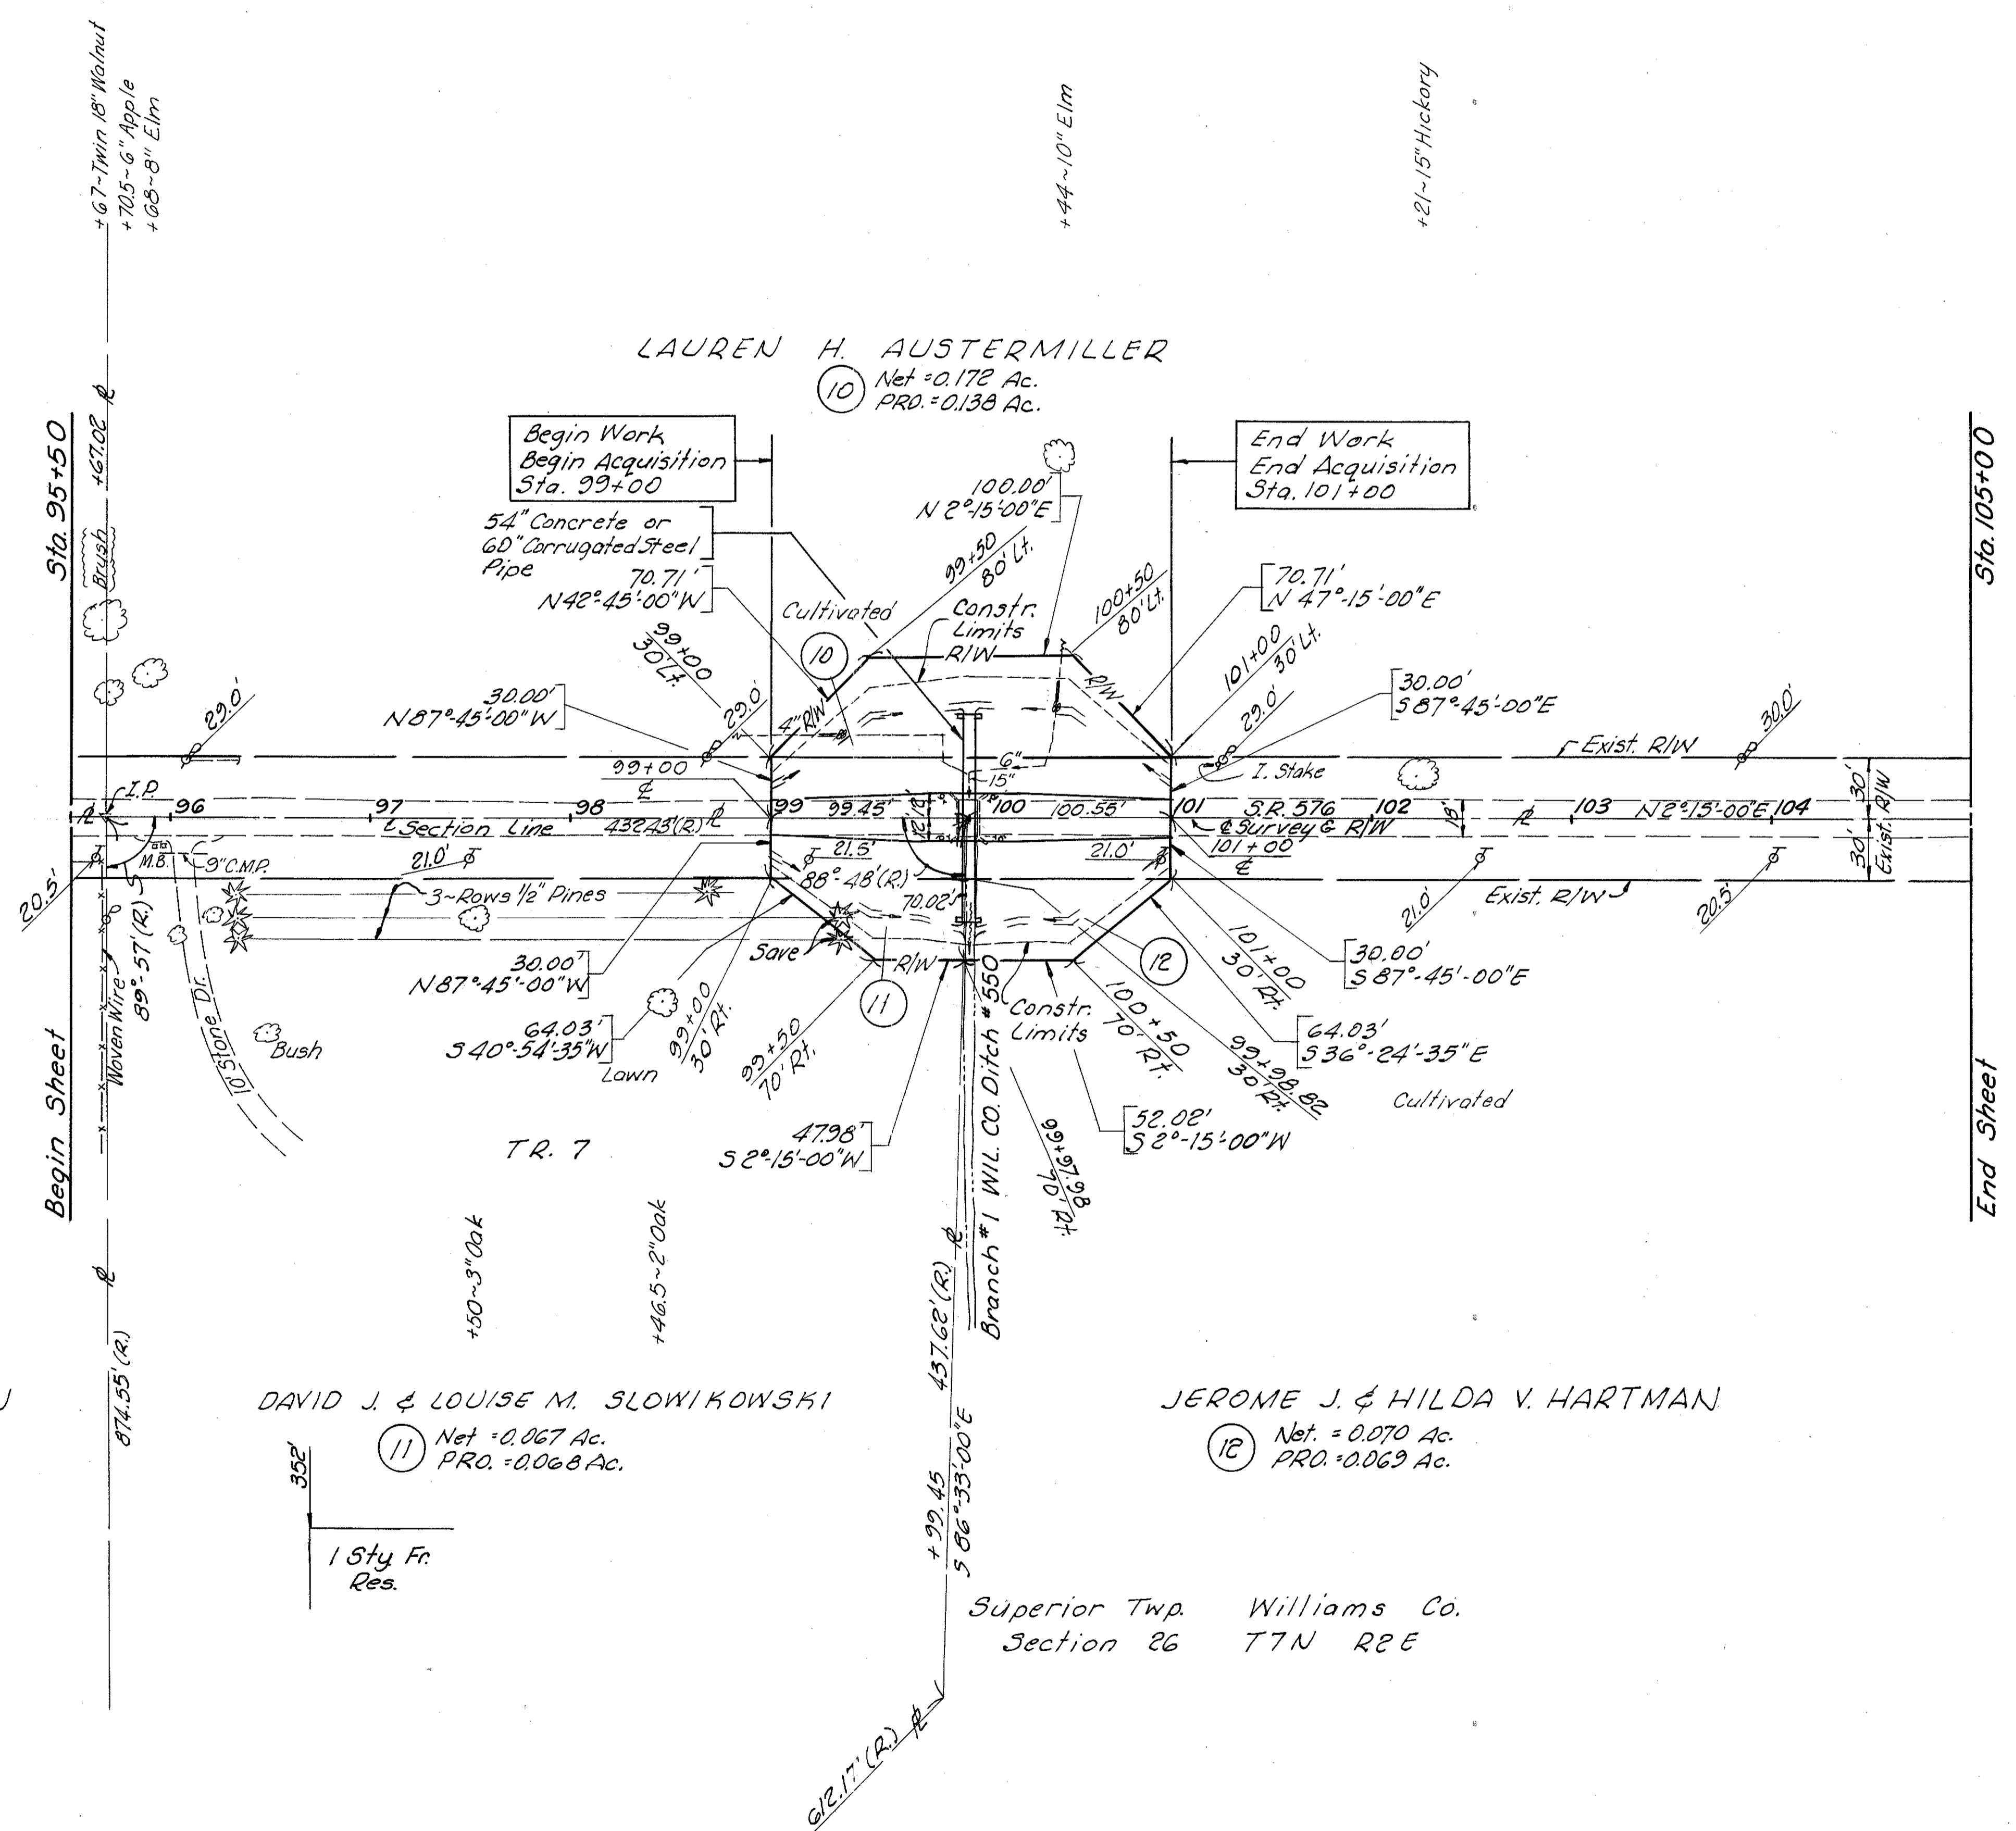 +67~Twin 18" Walnut
+70.5~6" Apple
+68~8" Elm
+44~10" Elm
+21~15" Hickory
LAUREN H. AUSTERMILLER
10 Net = 0.172 Ac.
PRO. = 0.138 Ac.
Sta. 95+50
+67.02
Brush
Begin Work
Begin Acquisition
Sta. 99+00
End Work
End Acquisition
Sta. 101+00
Sta. 105+00
54" Concrete or
60" Corrugated Steel
Pipe
100.00'
N 2°-15'-00" E
70.71'
N 42°-45'-00" W
99+50
80' Lt.
100+50
80' Lt.
70.71'
N 47°-15'-00" E
Cultivated
Constr.
Limits
10
R/W
R/W
4" R/W
99+00
30' Lt.
101+00
30' Lt.
30.00'
N 87°-45'-00" W
30.00'
S 87°-45'-00" E
29.0'
29.0'
29.0'
30.0'
Exist. R/W
6"
15"
I. Stake
99+00
℄
I.P.
96
97
98
99
99.45'
100
100.55'
101
S.R. 576
102
18'
103
N 2°-15'-00" E
104
30'
30'
Exist. R/W
Section Line
432.43' (R.)
℄ Survey & R/W
101+00
℄
12'
12'
M.B.
9" C.M.P.
21.0'
21.5'
21.0'
88°-48' (R.)
20.5'
89°-57' (R.) S
3~Rows 1/2" Pines
70.02'
Exist. R/W
21.0'
20.5'
Save
R/W
11
12
30.00'
N 87°-45'-00" W
30.00'
S 87°-45'-00" E
Woven Wire
10' Stone Dr.
Bush
64.03'
S 40°-54'-35" W
Lawn
99+00
30' Rt.
99+50
70' Rt.
Constr.
Limits
100+50
70' Rt.
101+00
30' Rt.
99+98.82
30' Rt.
64.03'
S 36°-24'-35" E
Cultivated
Begin Sheet
End Sheet
TR. 7
47.98'
S 2°-15'-00" W
52.02'
S 2°-15'-00" W
99+97.98
70' Rt.
Branch #1 WIL. CO. Ditch #550
+50~3" Oak
+46.5~2" Oak
437.62' (R.)
874.55' (R.)
DAVID J. & LOUISE M. SLOWIKOWSKI
11 Net = 0.067 Ac.
PRO. = 0.068 Ac.
JEROME J. & HILDA V. HARTMAN
12 Net. = 0.070 Ac.
PRO. = 0.069 Ac.
352'
1 Sty. Fr.
Res.
+99.45
S 86°-33'-00" E
Superior Twp. Williams Co.
Section 26 T7N R2E
612.17' (R.)